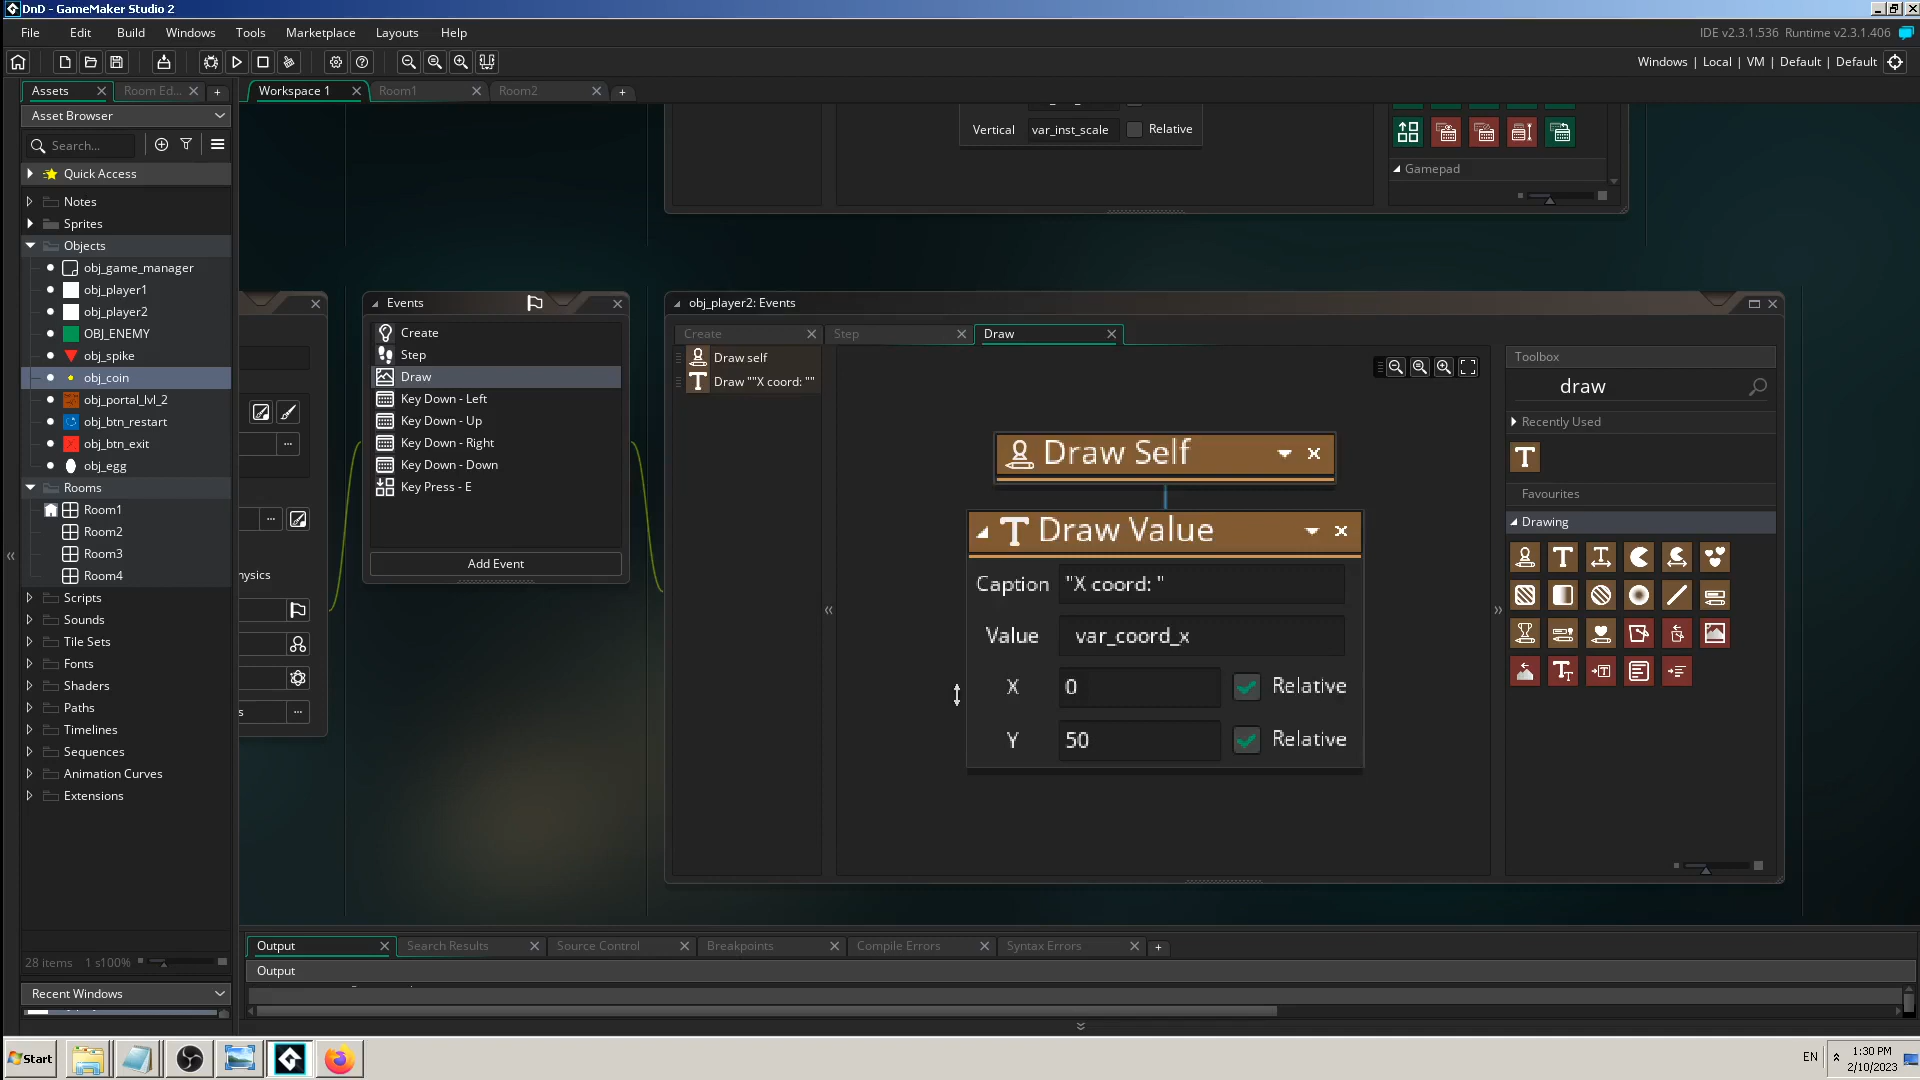 DnD - GameMaker Studio 2
File Edit Build Windows Tools Marketplace Layouts Help
IDE v2.3.1.536 Runtime v2.3.1.406
Windows | Local | VM | Default | Default
Assets Room Ed... Workspace 1 Room1 Room2
Asset Browser
Search...
Quick Access
Notes
Sprites
Objects
obj_game_manager
obj_player1
obj_player2
OBJ_ENEMY
obj_spike
obj_coin
obj_portal_lvl_2
obj_btn_restart
obj_btn_exit
obj_egg
Rooms
Room1
Room2
Room3
Room4
Scripts
Sounds
Tile Sets
Fonts
Shaders
Paths
Timelines
Sequences
Animation Curves
Extensions
28 items 1 s100%
Recent Windows
hysics
s
Events
Create
Step
Draw
Key Down - Left
Key Down - Up
Key Down - Right
Key Down - Down
Key Press - E
Add Event
Vertical var_inst_scale Relative
Gamepad
obj_player2: Events
Create Step Draw
Draw self
Draw ""X coord: ""
Draw Self
Draw Value
Caption "X coord: "
Value var_coord_x
X 0 Relative
Y 50 Relative
Toolbox
draw
Recently Used
Favourites
Drawing
Output Search Results Source Control Breakpoints Compile Errors Syntax Errors
Output
Start
EN
1:30 PM
2/10/2023